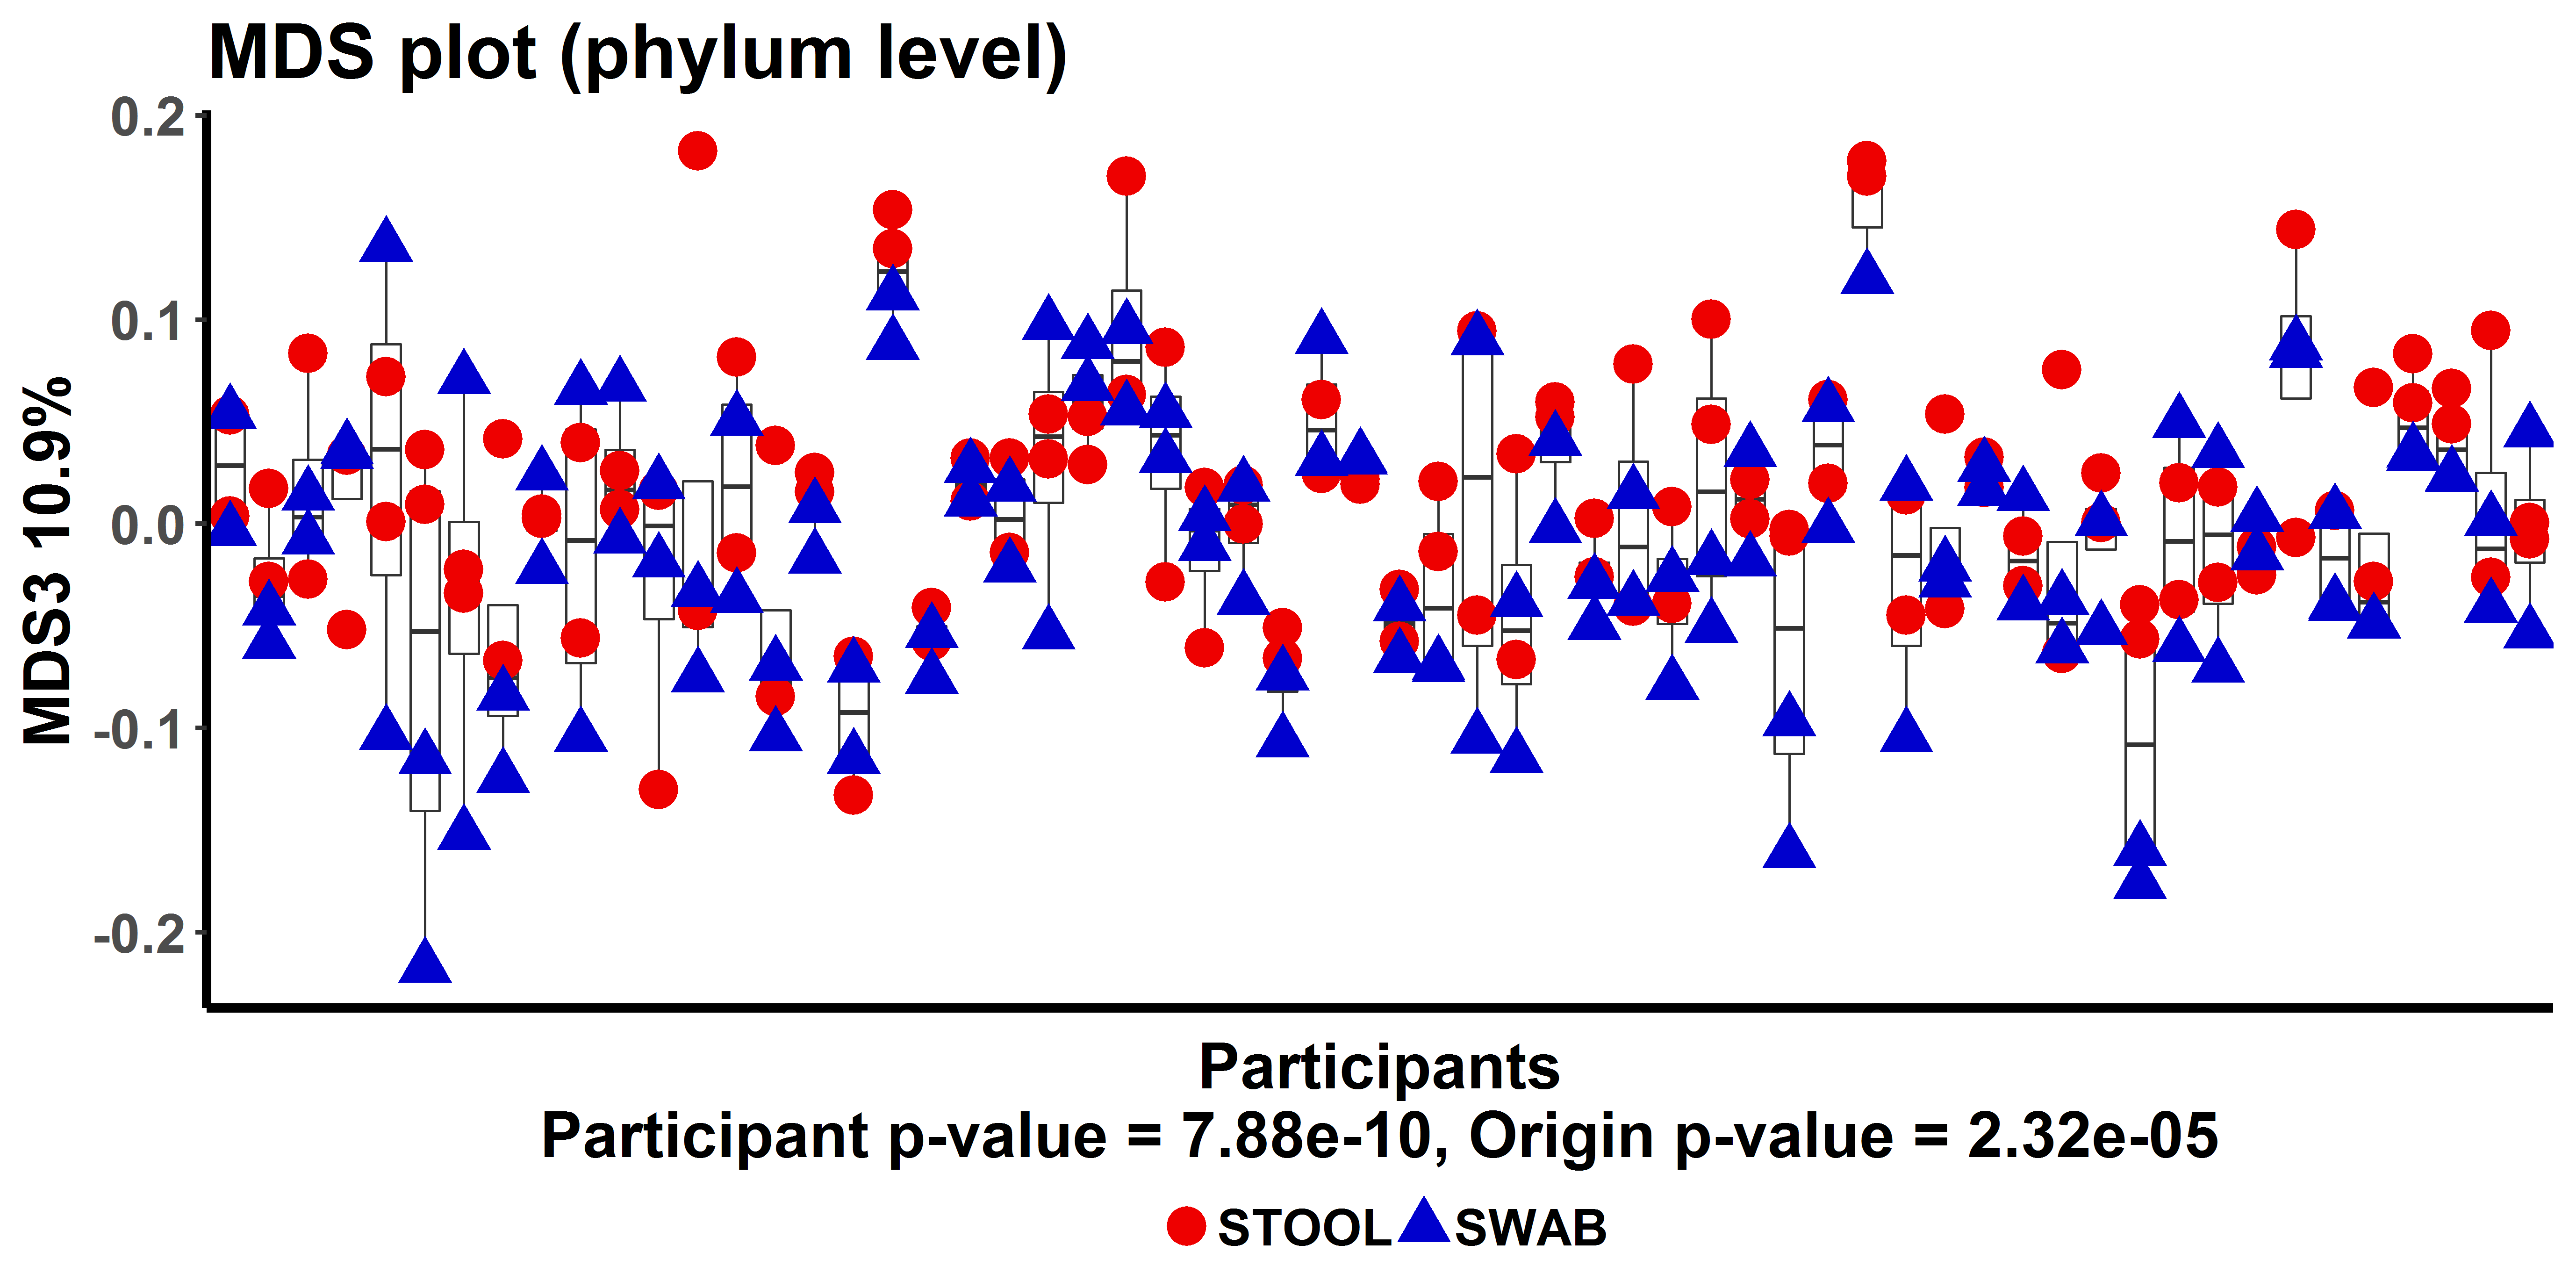 MDS plot (phylum level)
0.2
0.1
0.0
-0.1
-0.2
MDS3 10.9%
Participants
Participant p-value = 7.88e-10, Origin p-value = 2.32e-05
STOOL SWAB